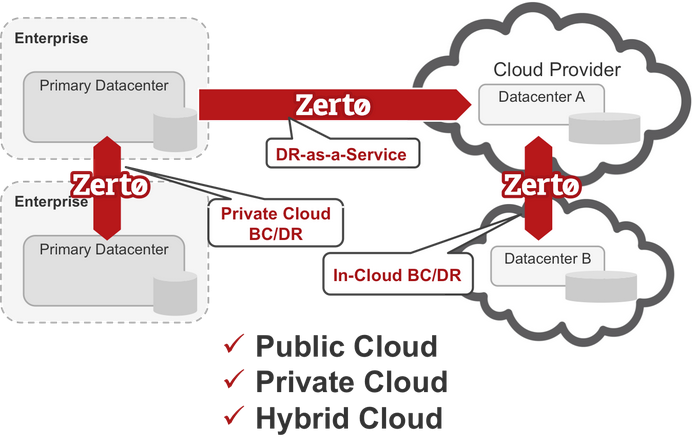 Enterprise
Primary Datacenter
Zertø
Cloud Provider
Datacenter A
DR-as-a-Service
Zertø
Zertø
Enterprise
Private Cloud
BC/DR
Primary Datacenter
In-Cloud BC/DR
Datacenter B
✓ Public Cloud
✓ Private Cloud
✓ Hybrid Cloud